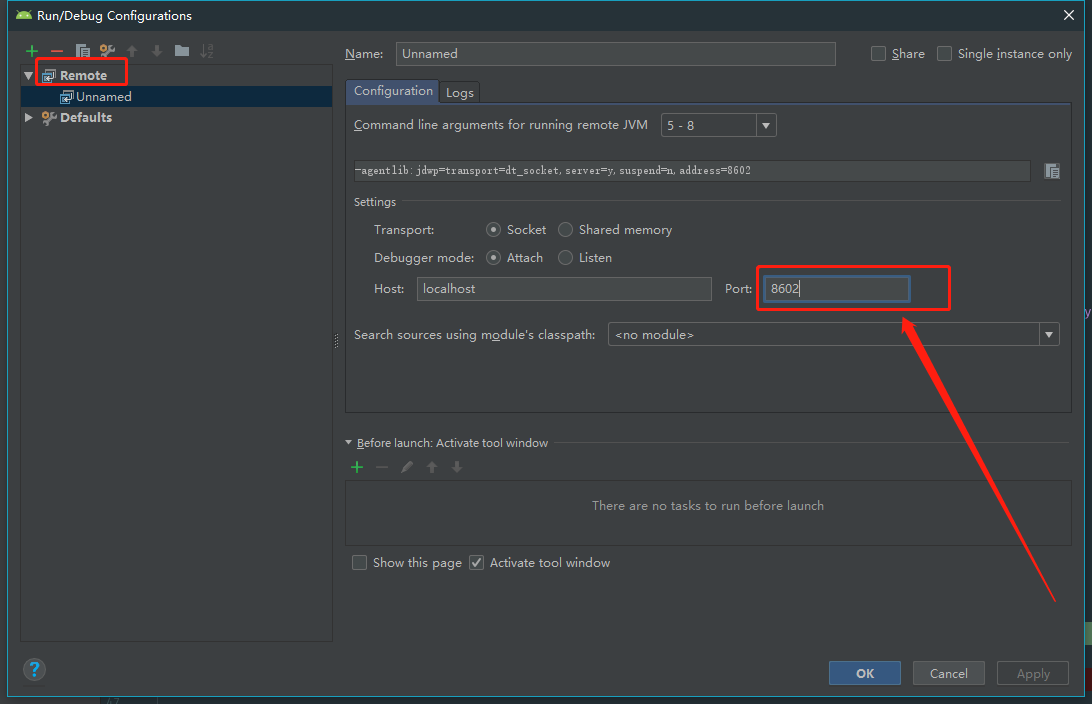 Run/Debug Configurations
Remote
Unnamed
Defaults
Name: Unnamed Share Single instance only
Configuration Logs
Command line arguments for running remote JVM 5 - 8
-agentlib:jdwp=transport=dt_socket,server=y,suspend=n,address=8602
Settings
Transport: Socket Shared memory
Debugger mode: Attach Listen
Host: localhost Port: 8602
Search sources using module's classpath: <no module>
Before launch: Activate tool window
There are no tasks to run before launch
Show this page Activate tool window
? OK Cancel Apply